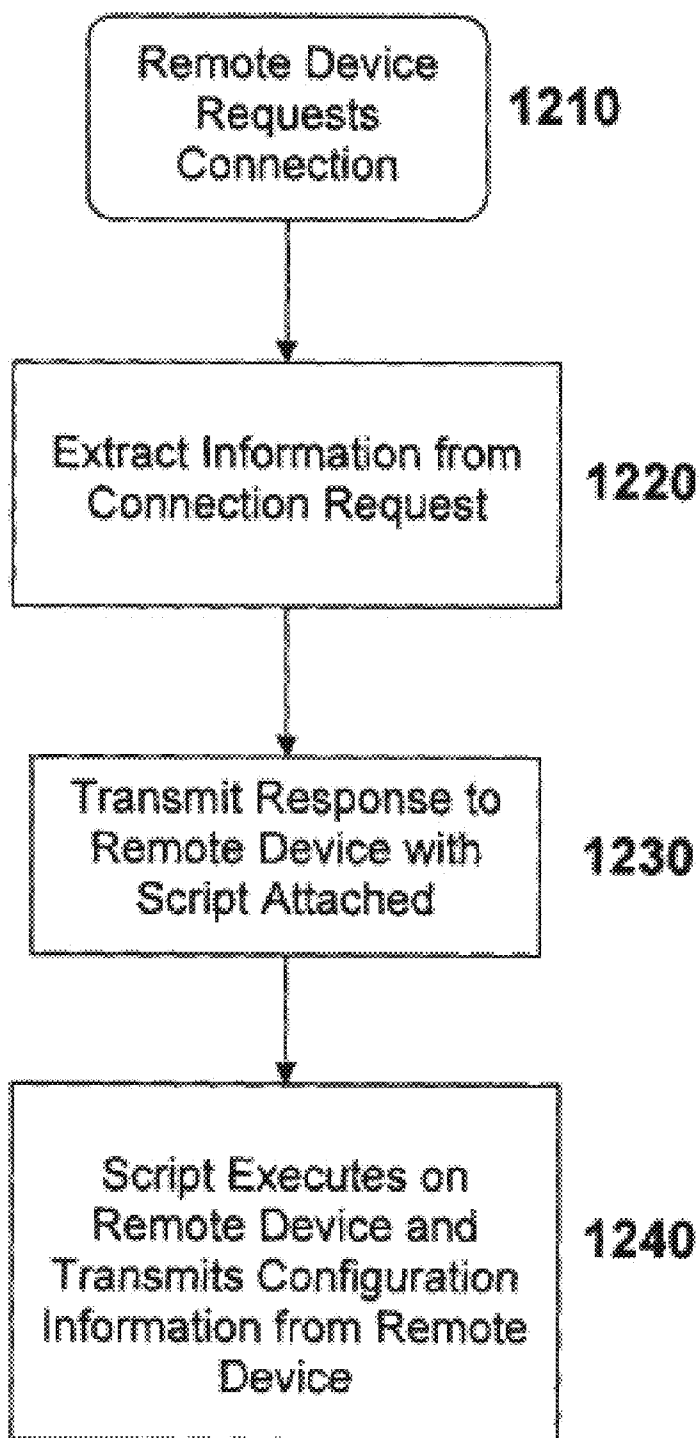 Remote Device
Requests
Connection
1210
Extract Information from
Connection Request
1220
Transmit Response to
Remote Device with
Script Attached
1230
Script Executes on
Remote Device and
Transmits Configuration
Information from Remote
Device
1240